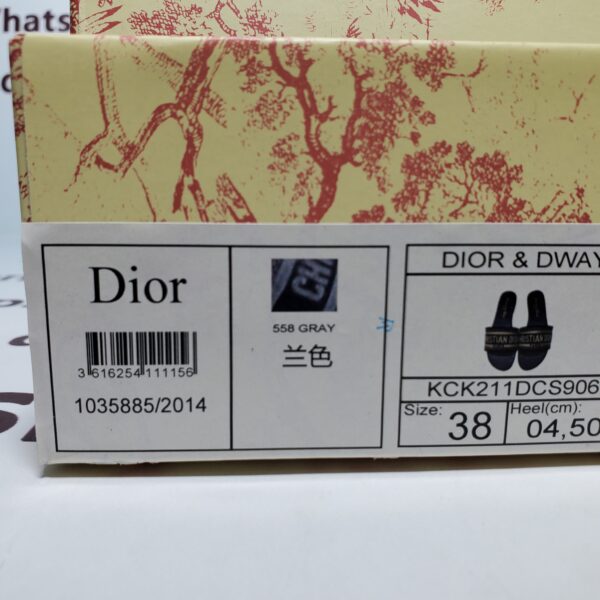 Whats
Dior
3 616254 111156
1035885/2014
558 GRAY
兰色
DIOR & DWAY
KCK211DCS906
Size: 38
Heel(cm): 04,50